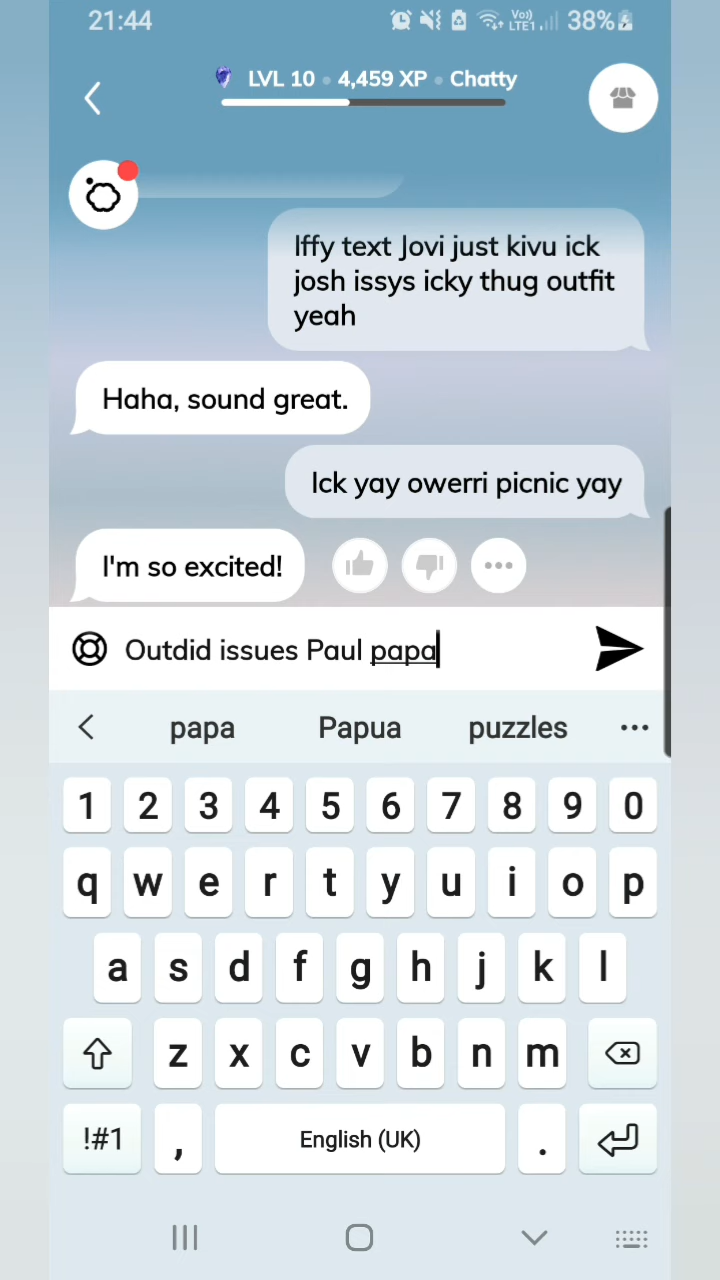 21:44 Vo)) LTE1 38%
LVL 10 • 4,459 XP • Chatty
Iffy text Jovi just kivu ick
josh issys icky thug outfit
yeah
Haha, sound great.
Ick yay owerri picnic yay
I'm so excited!
Outdid issues Paul papa
papa Papua puzzles
1 2 3 4 5 6 7 8 9 0
q w e r t y u i o p
a s d f g h j k l
z x c v b n m
!#1 , English (UK) .